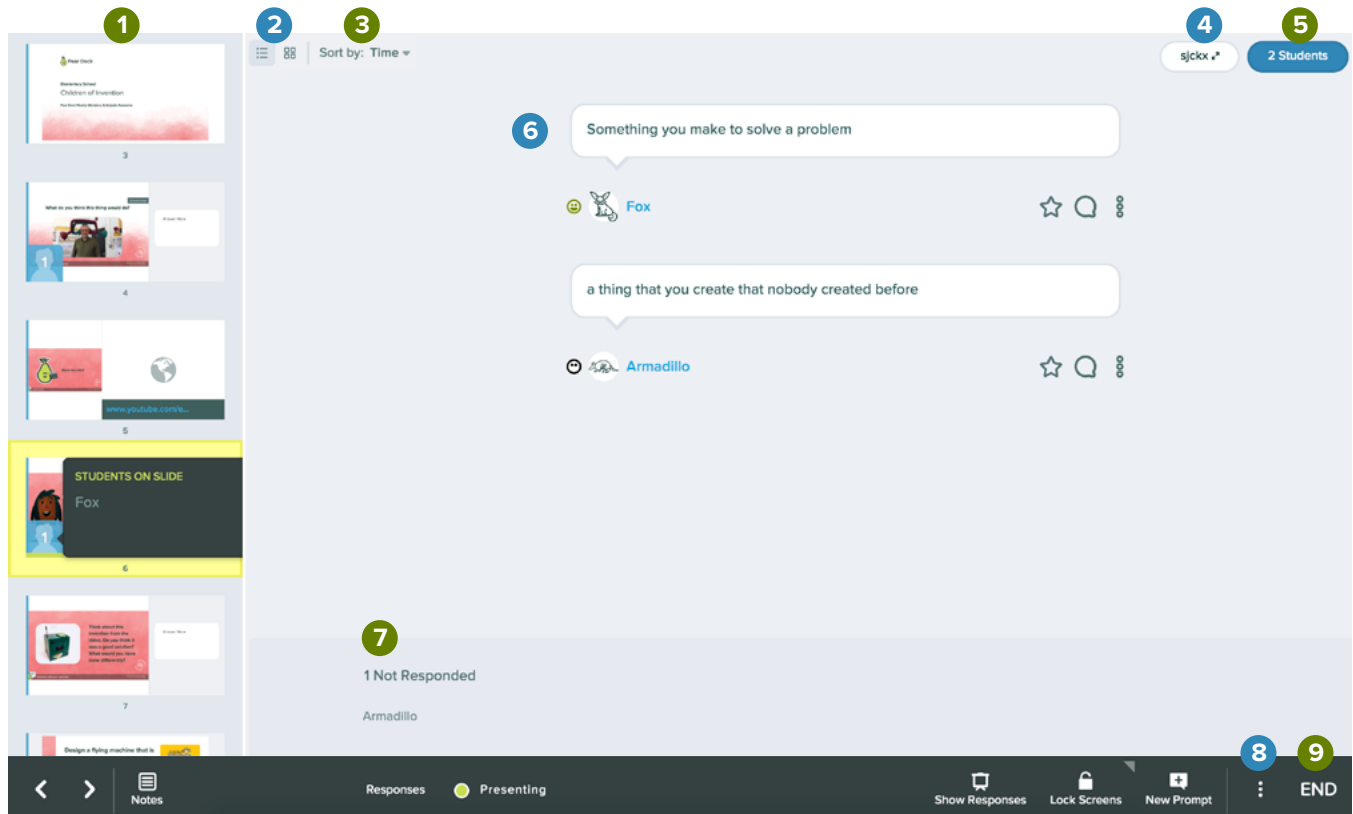 1
2
3
4
5
Pear Deck
Elementary School
Children of Invention
3
What do you think this thing would do?
1
4
www.youtube.com/e...
5
STUDENTS ON SLIDE
Fox
1
6
Think about this
invention from the
video. Do you think it
was a good solution?
What would you have
done differently?
7
Design a flying machine that is
Sort by: Time
sjckx
2 Students
6
Something you make to solve a problem
Fox
a thing that you create that nobody created before
Armadillo
7
1 Not Responded
Armadillo
8
9
Notes
Responses
Presenting
Show Responses
Lock Screens
New Prompt
END